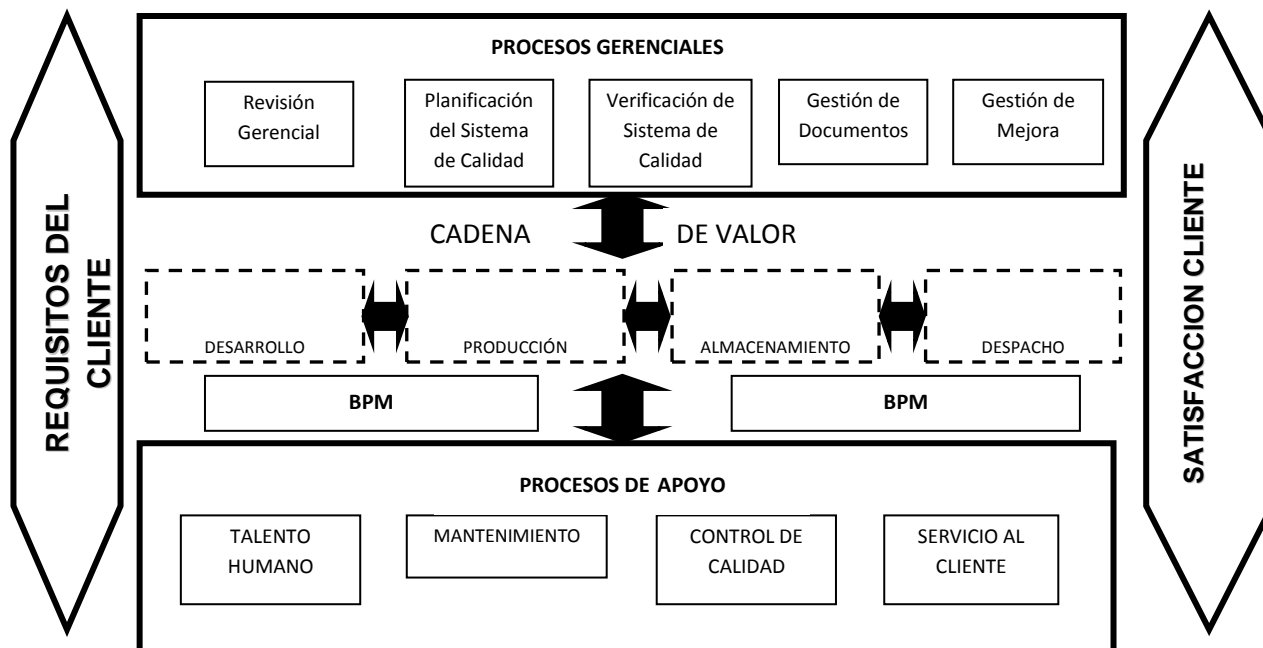 PROCESOS GERENCIALES
Revisión
Gerencial
Planificación
del Sistema
de Calidad
Verificación de
Sistema de
Calidad
Gestión de
Documentos
Gestión de
Mejora
REQUISITOS DEL
CLIENTE
CADENA DE VALOR
DESARROLLO
PRODUCCIÓN
ALMACENAMIENTO
DESPACHO
BPM
BPM
SATISFACCION CLIENTE
PROCESOS DE APOYO
TALENTO
HUMANO
MANTENIMIENTO
CONTROL DE
CALIDAD
SERVICIO AL
CLIENTE